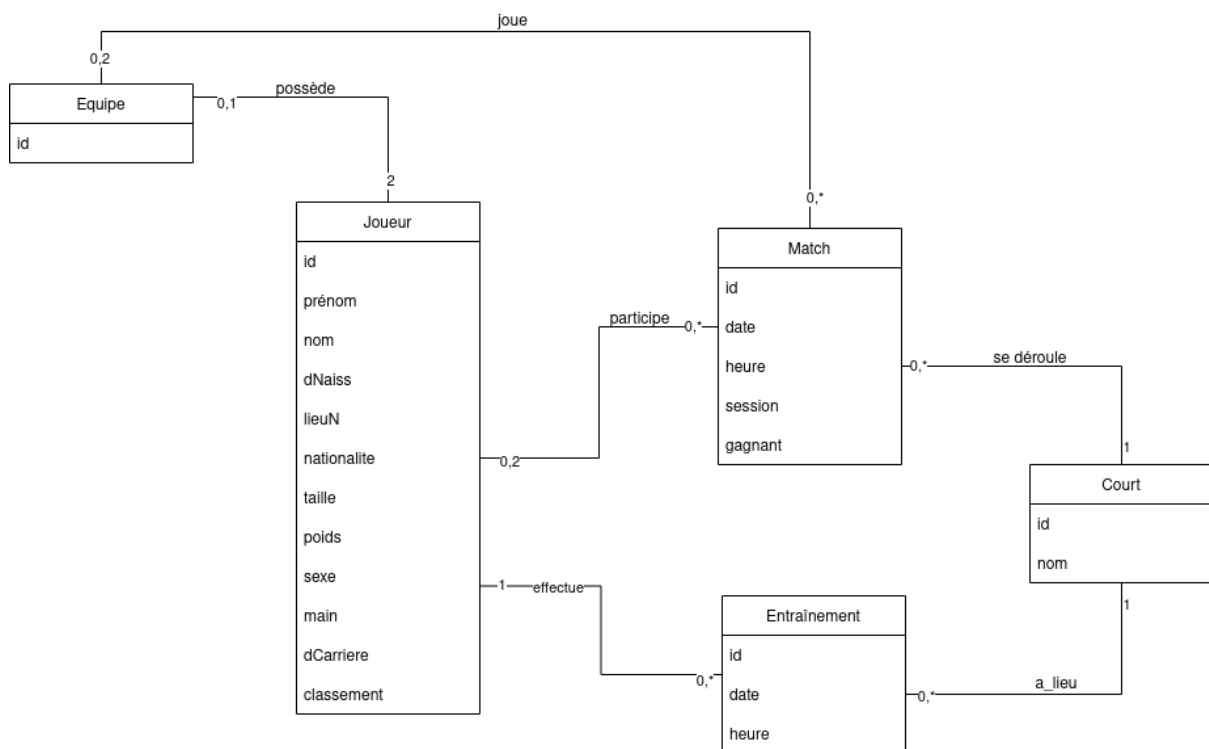 joue
0,2
possède
0,1
Equipe
id
2
0,*
Joueur
id
prénom
nom
dNaiss
lieuN
nationalite
taille
poids
sexe
main
dCarriere
classement
Match
id
date
heure
session
gagnant
participe
0,*
0,2
se déroule
0,*
1
Court
id
nom
1
effectue
1
0,*
Entraînement
id
date
heure
a_lieu
0,*